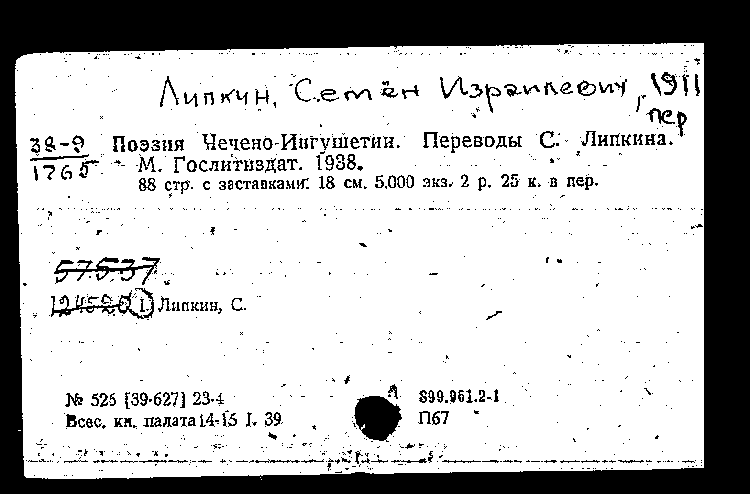 Липкин, Семён Израилевич, 1911
пер
38-9 Поэзия Чечено-Ингушетии. Переводы С. Липкина.
1765 - М. Гослитиздат. 1938.
88 стр. с заставками. 18 см. 5.000 экз. 2 р. 25 к. в пер.
57537
124520 1. Липкин, С.
№ 525 [39-627] 23-4 899.961.2-1
Всес. кн. палата 14-15 I. 39 П67